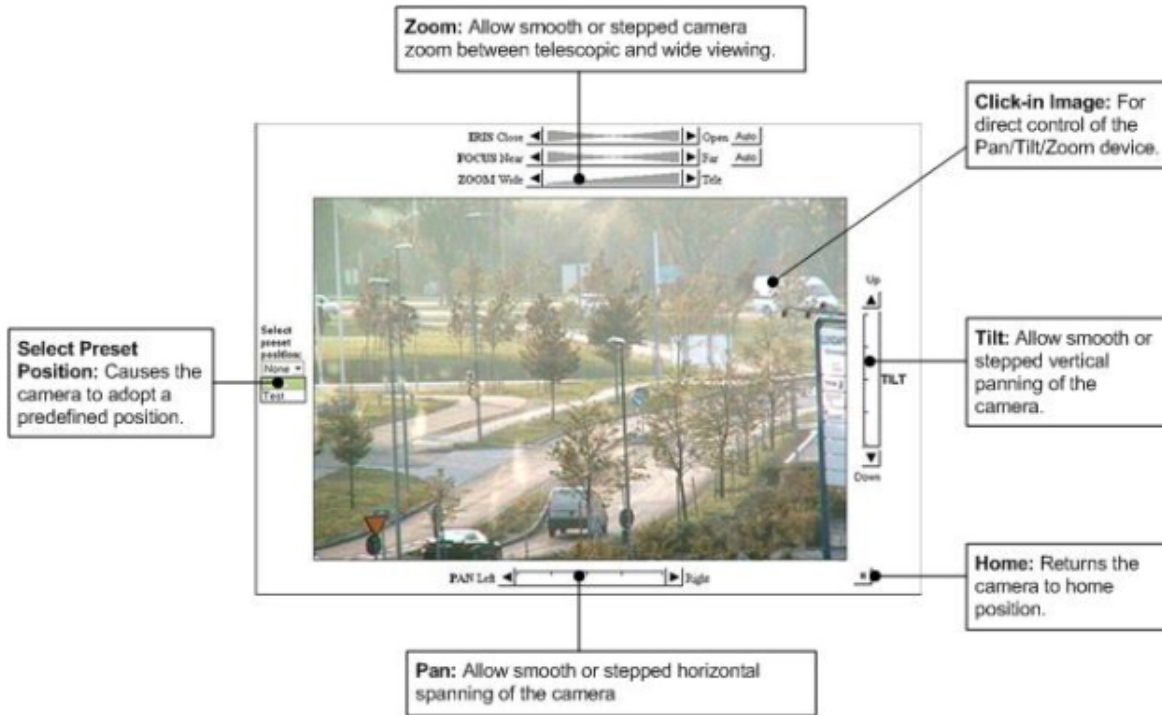 Zoom: Allow smooth or stepped camera
zoom between telescopic and wide viewing.
Click-in Image: For
direct control of the
Pan/Tilt/Zoom device.
IRIS Close Open Auto
FOCUS Near Far Auto
ZOOM Wide Tele
Select Preset
Position: Causes the
camera to adopt a
predefined position.
Select
preset
position:
None
Test
Up
TILT
Down
Tilt: Allow smooth or
stepped vertical
panning of the
camera.
PAN Left Right
H
Home: Returns the
camera to home
position.
Pan: Allow smooth or stepped horizontal
spanning of the camera